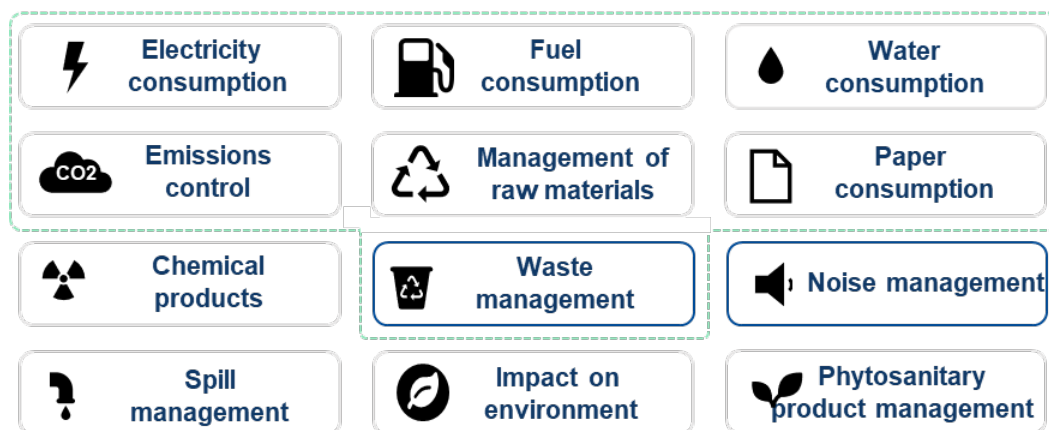 Electricity
consumption
Fuel
consumption
Water
consumption
CO2
Emissions
control
Management of
raw materials
Paper
consumption
Chemical
products
Waste
management
Noise management
Spill
management
Impact on
environment
Phytosanitary
product management